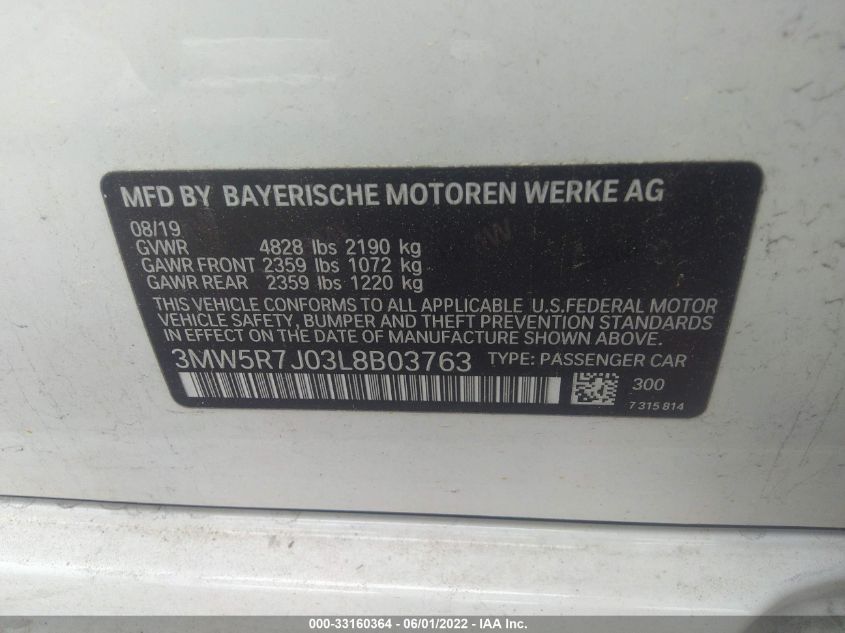 MFD BY BAYERISCHE MOTOREN WERKE AG
08/19
GVWR 4828 lbs 2190 kg
GAWR FRONT 2359 lbs 1072 kg
GAWR REAR 2359 lbs 1220 kg
THIS VEHICLE CONFORMS TO ALL APPLICABLE U.S.FEDERAL MOTOR
VEHICLE SAFETY, BUMPER AND THEFT PREVENTION STANDARDS
IN EFFECT ON THE DATE OF MANUFACTURE SHOWN ABOVE.
3MW5R7J03L8B03763 TYPE: PASSENGER CAR
300
7 315 814
000-33160364 - 06/01/2022 - IAA Inc.